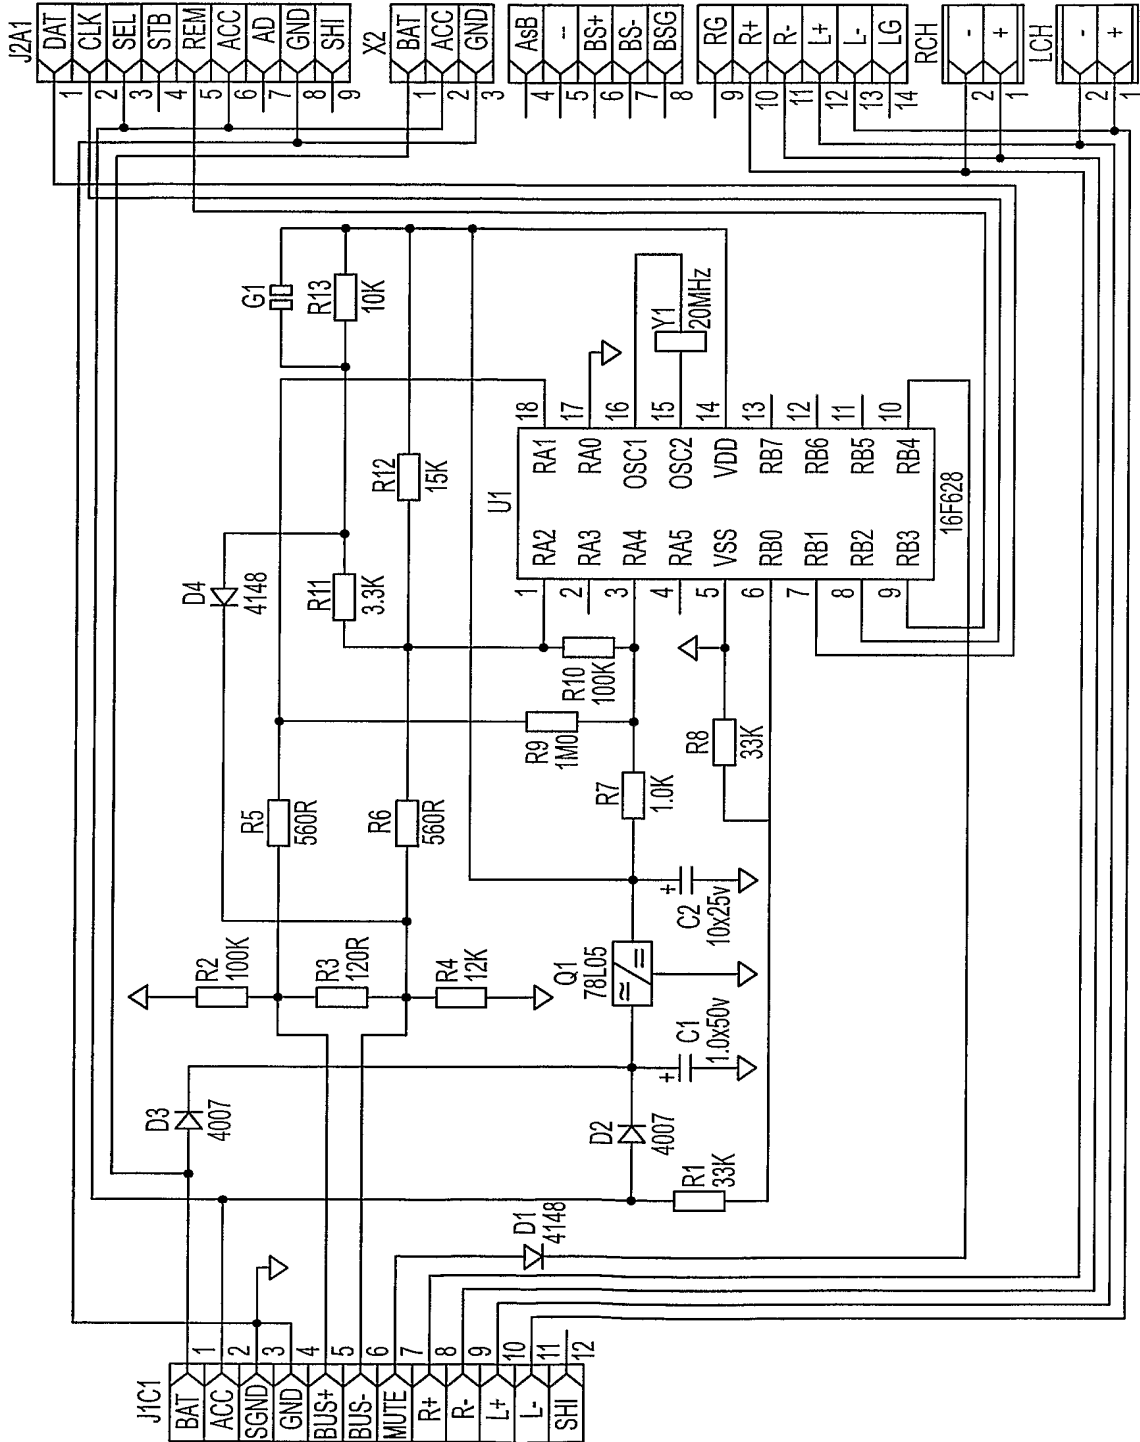 J2A1
DAT 1
CLK 2
SEL 3
STB 4
REM 5
ACC 6
AD 7
GND 8
SHI 9
X2
BAT 1
ACC 2
GND 3
AsB 4
-- 5
BS+ 6
BS- 7
BSG 8
RG 9
R+ 10
R- 11
L+ 12
L- 13
LG 14
RCH
- 2
+ 1
LCH
- 2
+ 1
G1
R13
10K
R12
15K
D4
4148
R11
3.3K
Y1
20MHz
U1
RA1 18
RA0 17
OSC1 16
OSC2 15
VDD 14
RB7 13
RB6 12
RB5 11
RB4 10
RA2 1
RA3 2
RA4 3
RA5 4
VSS 5
RB0 6
RB1 7
RB2 8
RB3 9
16F628
R10
100K
R9
1M0
R8
33K
R7
1.0K
R5
560R
R6
560R
R2
100K
R3
120R
R4
12K
Q1
78L05
+
C2
10x25v
+
C1
1.0x50v
D3
4007
D2
4007
R1
33K
D1
4148
J1C1
BAT 1
ACC 2
SGND 3
GND 4
BUS+ 5
BUS- 6
MUTE 7
R+ 8
R- 9
L+ 10
L- 11
SHI 12